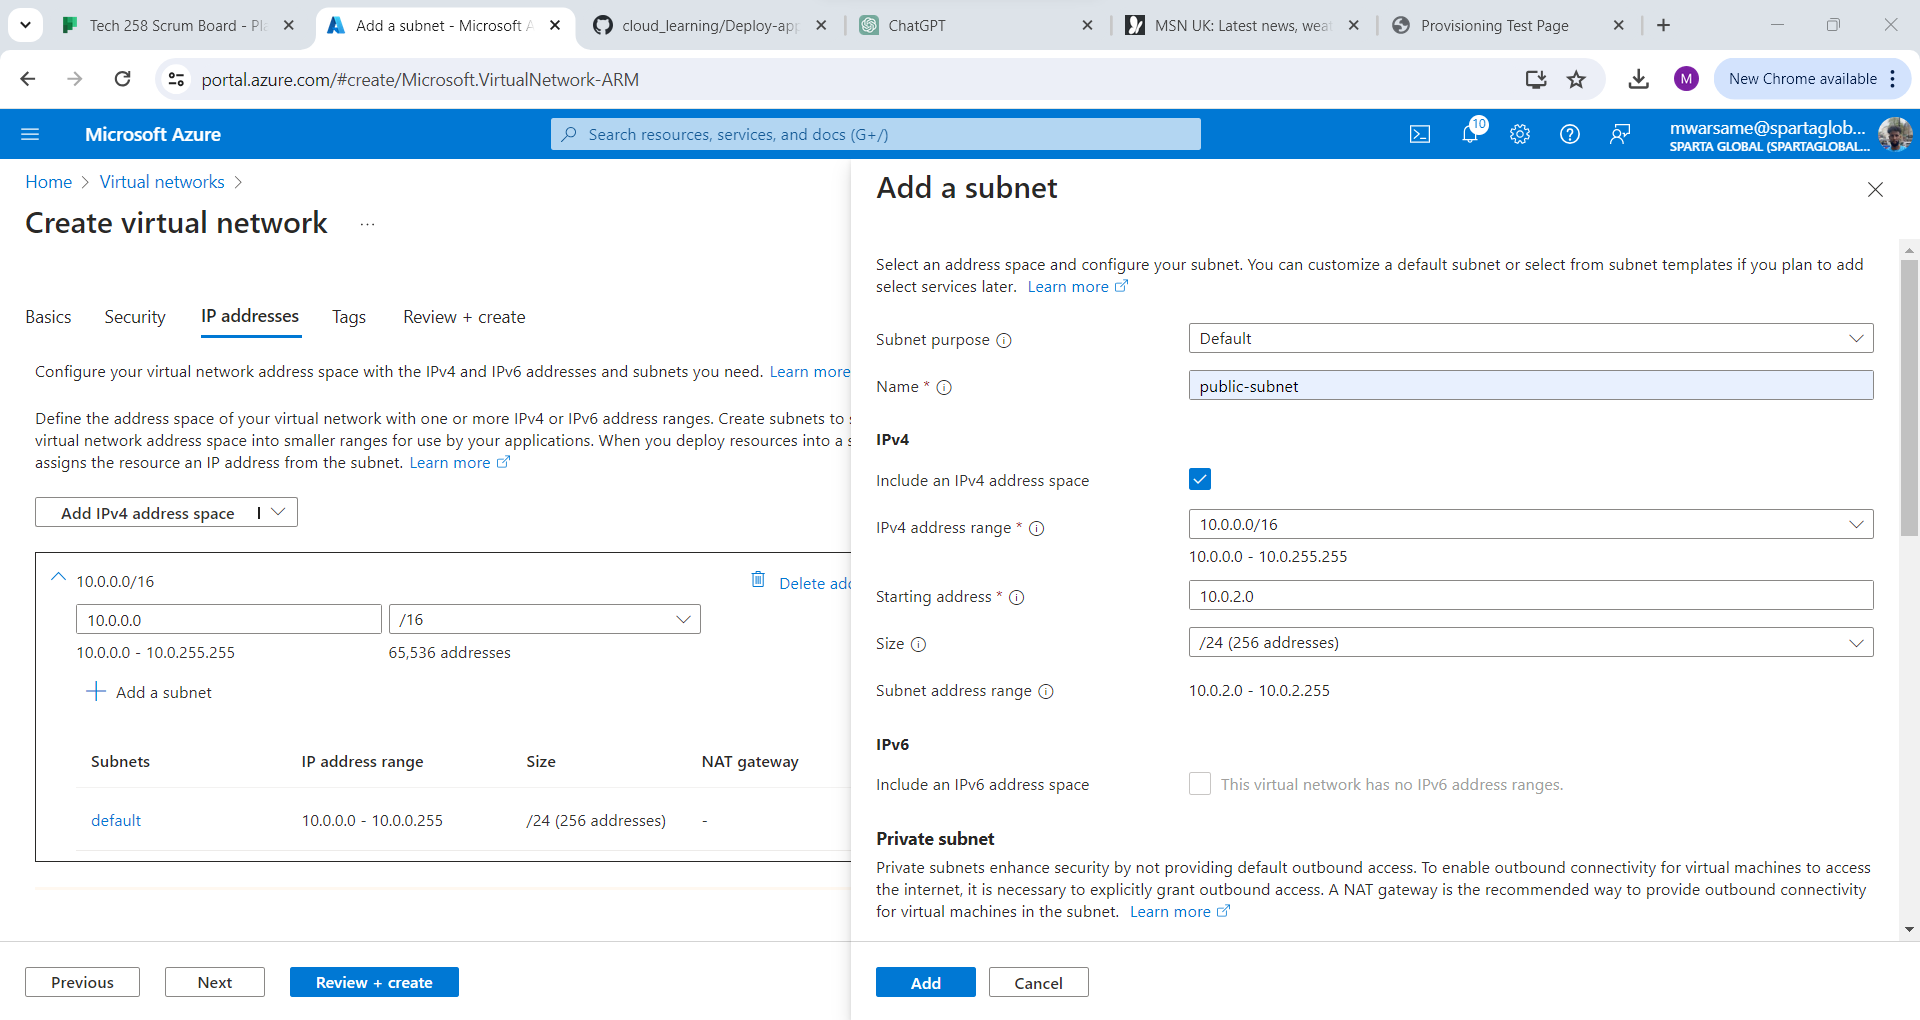 Tech 258 Scrum Board - Pla
Add a subnet - Microsoft A
cloud_learning/Deploy-app
ChatGPT
MSN UK: Latest news, weat
Provisioning Test Page
portal.azure.com/#create/Microsoft.VirtualNetwork-ARM
M
New Chrome available
Microsoft Azure
Search resources, services, and docs (G+/)
10
mwarsame@spartaglob...
SPARTA GLOBAL (SPARTAGLOBAL...
Home > Virtual networks >
Create virtual network ...
Basics
Security
IP addresses
Tags
Review + create
Configure your virtual network address space with the IPv4 and IPv6 addresses and subnets you need. Learn more
Define the address space of your virtual network with one or more IPv4 or IPv6 address ranges. Create subnets to s
virtual network address space into smaller ranges for use by your applications. When you deploy resources into a s
assigns the resource an IP address from the subnet. Learn more
Add IPv4 address space |
10.0.0.0/16
Delete add
10.0.0.0
/16
10.0.0.0 - 10.0.255.255
65,536 addresses
+ Add a subnet
Subnets
IP address range
Size
NAT gateway
default
10.0.0.0 - 10.0.0.255
/24 (256 addresses)
-
Previous
Next
Review + create
Add a subnet
Select an address space and configure your subnet. You can customize a default subnet or select from subnet templates if you plan to add
select services later. Learn more
Subnet purpose
Default
Name *
public-subnet
IPv4
Include an IPv4 address space
IPv4 address range *
10.0.0.0/16
10.0.0.0 - 10.0.255.255
Starting address *
10.0.2.0
Size
/24 (256 addresses)
Subnet address range
10.0.2.0 - 10.0.2.255
IPv6
Include an IPv6 address space
This virtual network has no IPv6 address ranges.
Private subnet
Private subnets enhance security by not providing default outbound access. To enable outbound connectivity for virtual machines to access
the internet, it is necessary to explicitly grant outbound access. A NAT gateway is the recommended way to provide outbound connectivity
for virtual machines in the subnet. Learn more
Add
Cancel